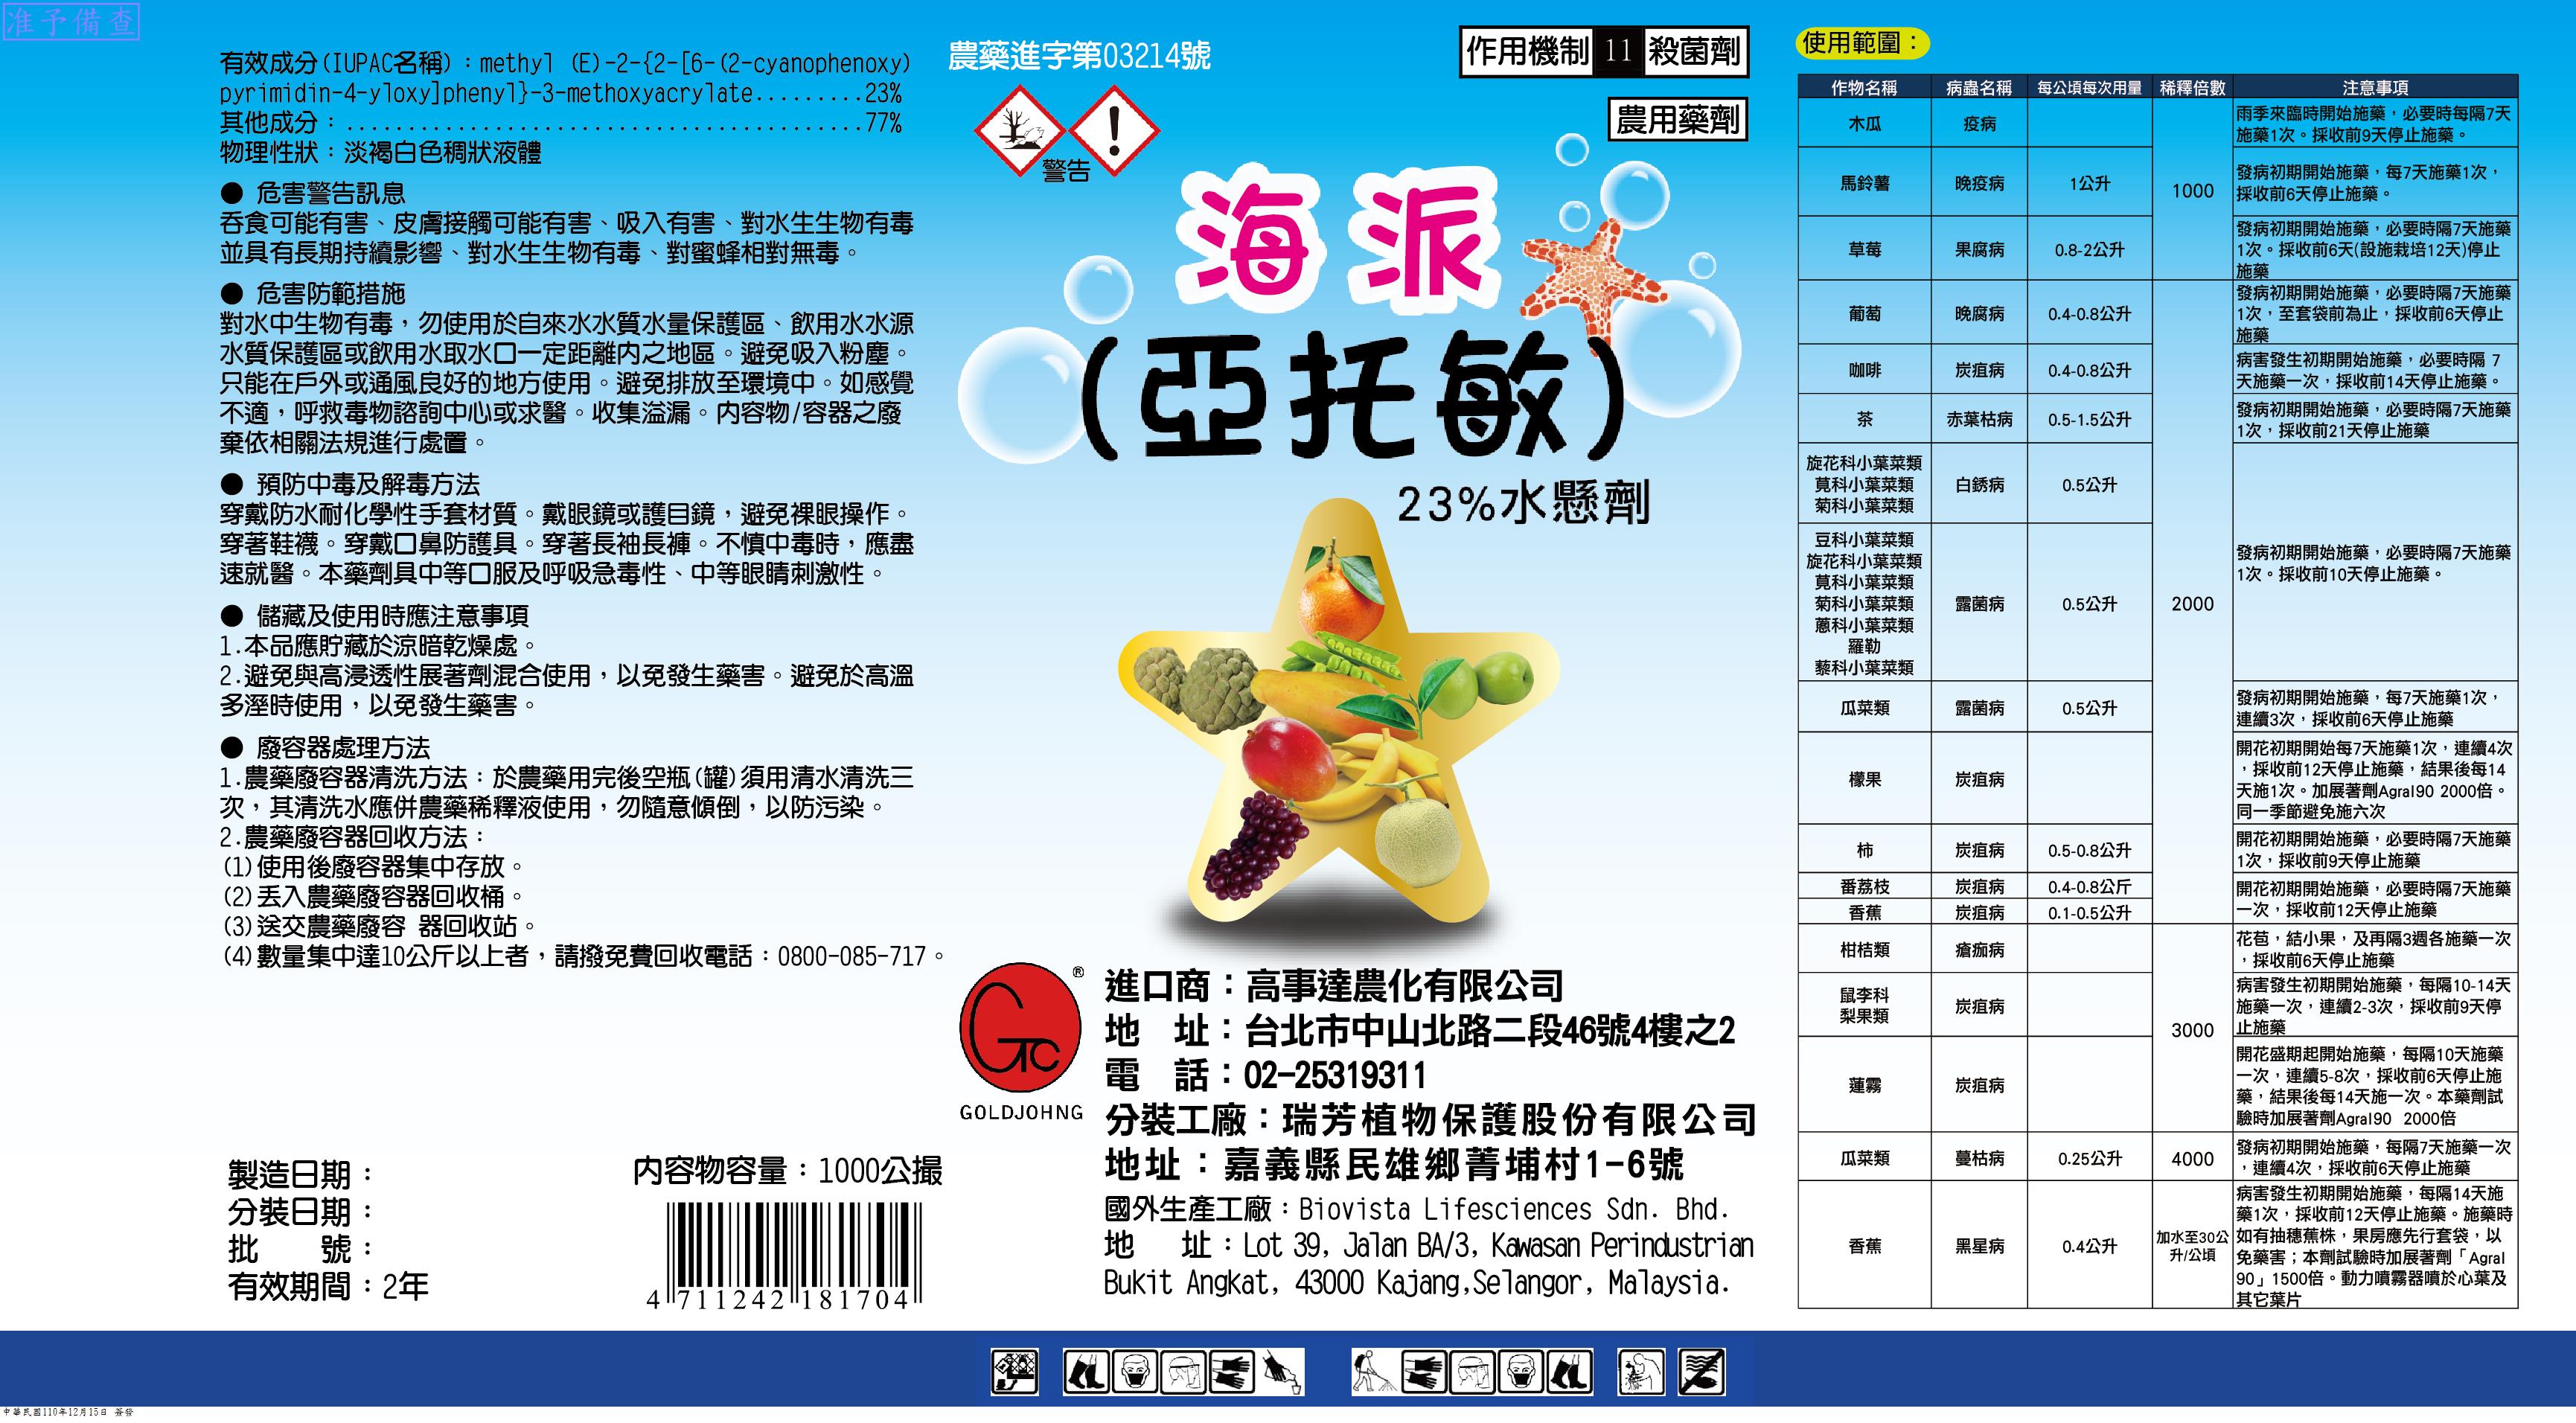 准予備查
有效成分(IUPAC名稱)：methyl (E)-2-{2-[6-(2-cyanophenoxy)
pyrimidin-4-yloxy]phenyl}-3-methoxyacrylate.........23%
其他成分：..........................................77%
物理性狀：淡褐白色稠狀液體
● 危害警告訊息
吞食可能有害、皮膚接觸可能有害、吸入有害、對水生生物有毒
並具有長期持續影響、對水生生物有毒、對蜜蜂相對無毒。
● 危害防範措施
對水中生物有毒，勿使用於自來水水質水量保護區、飲用水水源
水質保護區或飲用水取水口一定距離內之地區。避免吸入粉塵。
只能在戶外或通風良好的地方使用。避免排放至環境中。如感覺
不適，呼救毒物諮詢中心或求醫。收集溢漏。內容物/容器之廢
棄依相關法規進行處置。
● 預防中毒及解毒方法
穿戴防水耐化學性手套材質。戴眼鏡或護目鏡，避免裸眼操作。
穿著鞋襪。穿戴口鼻防護具。穿著長袖長褲。不慎中毒時，應盡
速就醫。本藥劑具中等口服及呼吸急毒性、中等眼睛刺激性。
● 儲藏及使用時應注意事項
1.本品應貯藏於涼暗乾燥處。
2.避免與高浸透性展著劑混合使用，以免發生藥害。避免於高溫
多溼時使用，以免發生藥害。
● 廢容器處理方法
1.農藥廢容器清洗方法：於農藥用完後空瓶(罐)須用清水清洗三
次，其清洗水應併農藥稀釋液使用，勿隨意傾倒，以防污染。
2.農藥廢容器回收方法：
(1)使用後廢容器集中存放。
(2)丟入農藥廢容器回收桶。
(3)送交農藥廢容 器回收站。
(4)數量集中達10公斤以上者，請撥免費回收電話：0800-085-717。
製造日期：
分裝日期：
批　　號：
有效期間：2年
內容物容量：1000公撮
4 711242 181704
農藥進字第03214號
作用機制 11 殺菌劑
農用藥劑
警告
海派
(亞托敏)
23%水懸劑
GTC ®
GOLDJOHNG
進口商：高事達農化有限公司
地　址：台北市中山北路二段46號4樓之2
電　話：02-25319311
分裝工廠：瑞芳植物保護股份有限公司
地址：嘉義縣民雄鄉菁埔村1-6號
國外生產工廠：Biovista Lifesciences Sdn. Bhd.
地　　址：Lot 39, Jalan BA/3, Kawasan Perindustrian
Bukit Angkat, 43000 Kajang,Selangor, Malaysia.
使用範圍：
作物名稱 病蟲名稱 每公頃每次用量 稀釋倍數 注意事項
木瓜 疫病
雨季來臨時開始施藥，必要時每隔7天
施藥1次。採收前9天停止施藥。
馬鈴薯 晚疫病 1公升 1000
發病初期開始施藥，每7天施藥1次，
採收前6天停止施藥。
草莓 果腐病 0.8-2公升
發病初期開始施藥，必要時隔7天施藥
1次。採收前6天(設施栽培12天)停止
施藥
葡萄 晚腐病 0.4-0.8公升
發病初期開始施藥，必要時隔7天施藥
1次，至套袋前為止，採收前6天停止
施藥
咖啡 炭疽病 0.4-0.8公升
病害發生初期開始施藥，必要時隔 7
天施藥一次，採收前14天停止施藥。
茶 赤葉枯病 0.5-1.5公升
發病初期開始施藥，必要時隔7天施藥
1次，採收前21天停止施藥
旋花科小葉菜類
莧科小葉菜類
菊科小葉菜類
白銹病 0.5公升
豆科小葉菜類
旋花科小葉菜類
莧科小葉菜類
菊科小葉菜類
蔥科小葉菜類
羅勒
藜科小葉菜類
露菌病 0.5公升 2000
發病初期開始施藥，必要時隔7天施藥
1次。採收前10天停止施藥。
瓜菜類 露菌病 0.5公升
發病初期開始施藥，每7天施藥1次，
連續3次，採收前6天停止施藥
檬果 炭疽病
開花初期開始每7天施藥1次，連續4次
，採收前12天停止施藥，結果後每14
天施1次。加展著劑Agral90 2000倍。
同一季節避免施六次
柿 炭疽病 0.5-0.8公升
開花初期開始施藥，必要時隔7天施藥
1次，採收前9天停止施藥
番荔枝 炭疽病 0.4-0.8公斤
香蕉 炭疽病 0.1-0.5公升
開花初期開始施藥，必要時隔7天施藥
一次，採收前12天停止施藥
柑桔類 瘡痂病
花苞，結小果，及再隔3週各施藥一次
，採收前6天停止施藥
鼠李科
梨果類
炭疽病 3000
病害發生初期開始施藥，每隔10-14天
施藥一次，連續2-3次，採收前9天停
止施藥
蓮霧 炭疽病
開花盛期起開始施藥，每隔10天施藥
一次，連續5-8次，採收前6天停止施
藥，結果後每14天施一次。本藥劑試
驗時加展著劑Agral90 2000倍
瓜菜類 蔓枯病 0.25公升 4000
發病初期開始施藥，每隔7天施藥一次
，連續4次，採收前6天停止施藥
香蕉 黑星病 0.4公升
加水至30公
升/公頃
病害發生初期開始施藥，每隔14天施
藥1次，採收前12天停止施藥。施藥時
如有抽穗蕉株，果房應先行套袋，以
免藥害；本劑試驗時加展著劑「Agral
90」1500倍。動力噴霧器噴於心葉及
其它葉片
中華民國110年12月15日 簽發